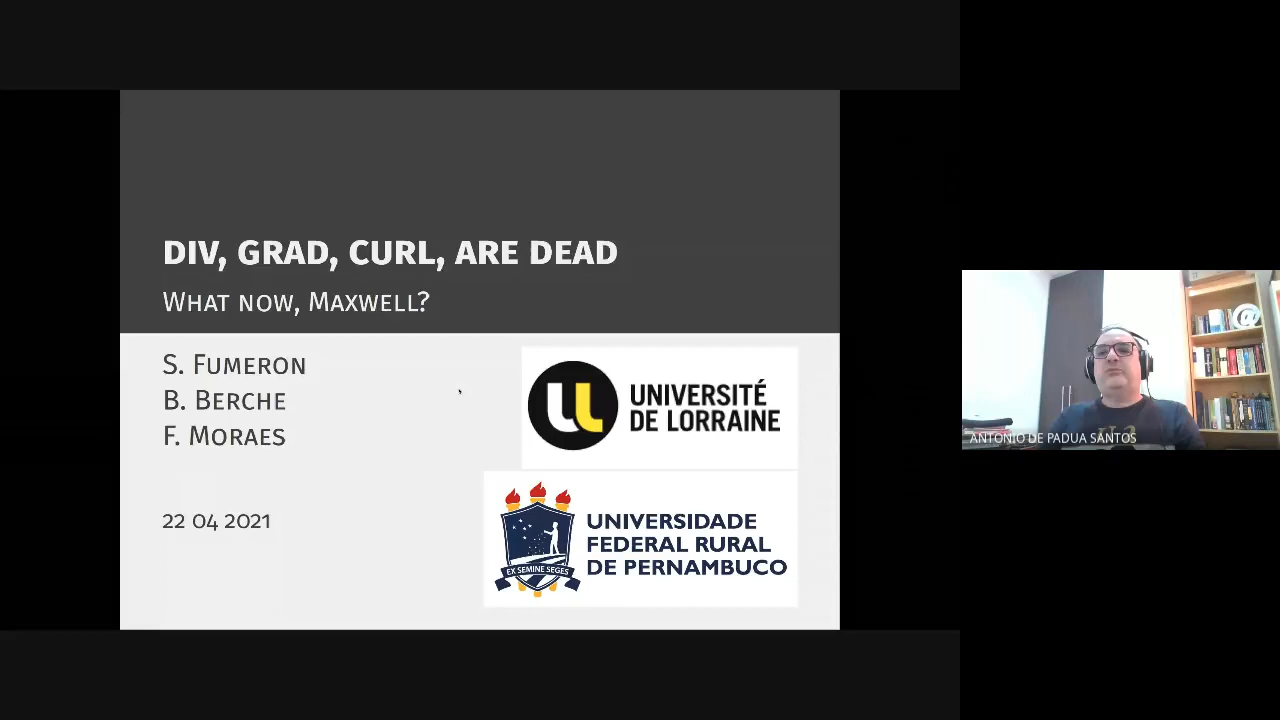 DIV, GRAD, CURL, ARE DEAD
WHAT NOW, MAXWELL?
S. FUMERON
B. BERCHE
F. MORAES
22 04 2021
UL
UNIVERSITÉ
DE LORRAINE
EX SEMINE SEGES
UNIVERSIDADE
FEDERAL RURAL
DE PERNAMBUCO
@
ANTONIO DE PADUA SANTOS